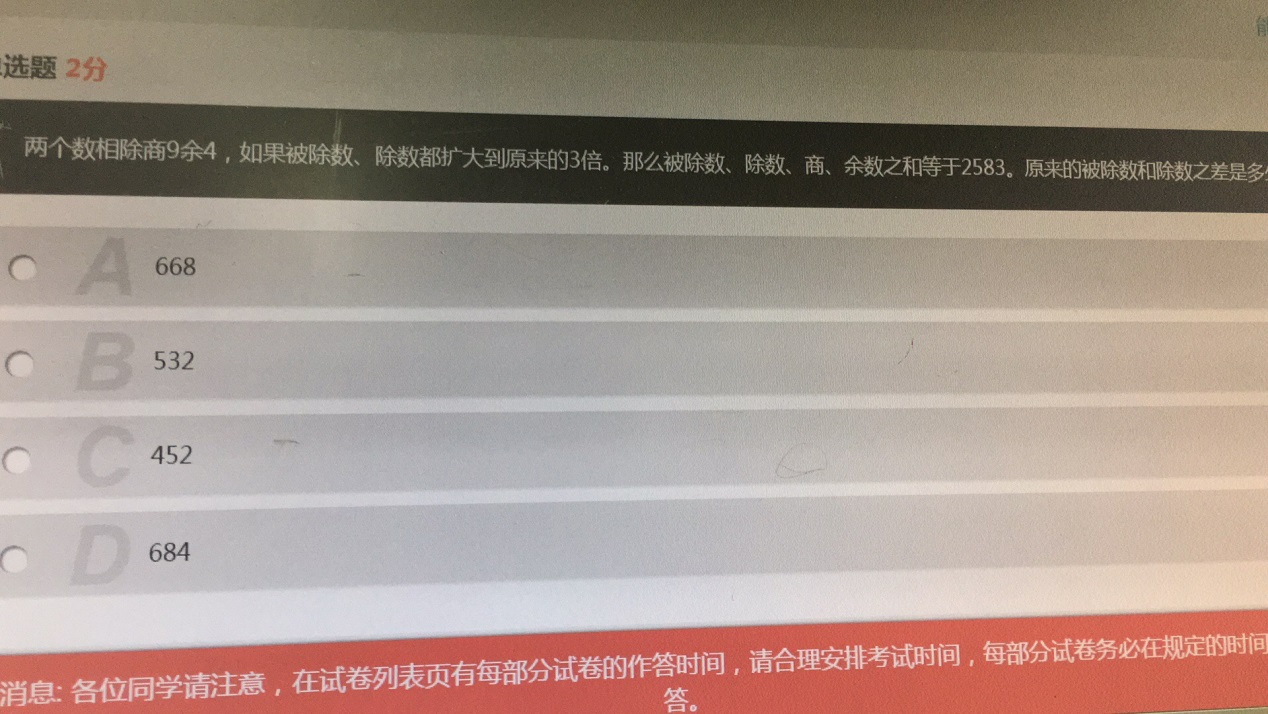 选题 2分
两个数相除商9余4，如果被除数、除数都扩大到原来的3倍。那么被除数、除数、商、余数之和等于2583。原来的被除数和除数之差是多
A 668
B 532
C 452
D 684
消息: 各位同学请注意，在试卷列表页有每部分试卷的作答时间，请合理安排考试时间，每部分试卷务必在规定的时间
答。